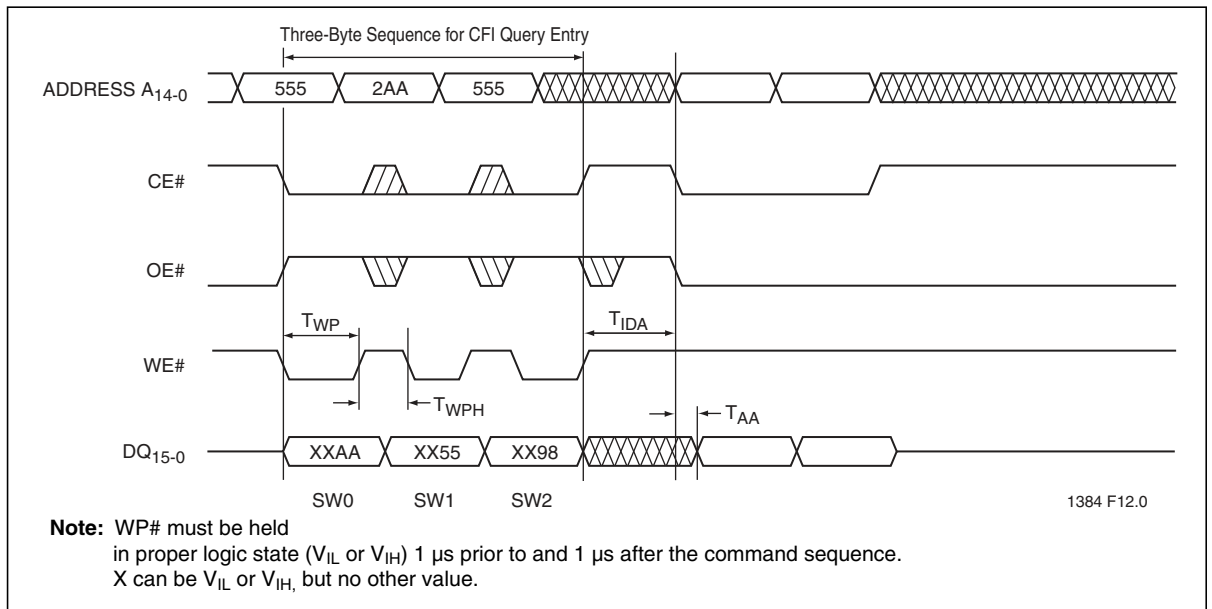 Three-Byte Sequence for CFI Query Entry
ADDRESS A14-0
555 2AA 555
CE#
OE#
TWP TIDA
WE#
TWPH TAA
DQ15-0
XXAA XX55 XX98
SW0 SW1 SW2
1384 F12.0
Note: WP# must be held
in proper logic state (VIL or VIH) 1 µs prior to and 1 µs after the command sequence.
X can be VIL or VIH, but no other value.